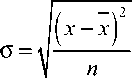 σ = √((x − x̄)² / n)